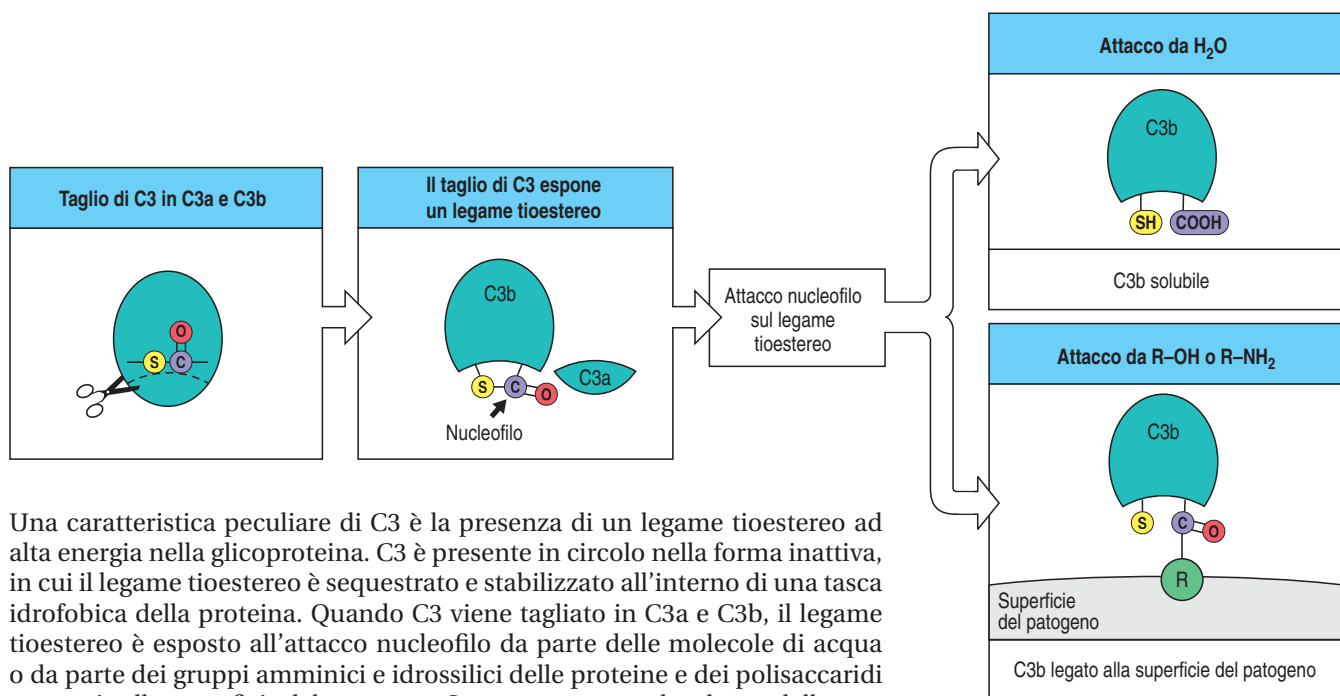 Taglio di C3 in C3a e C3b
O
S
C
Il taglio di C3 espone
un legame tioestereo
C3b
S
C
O
C3a
Nucleofilo
Attacco nucleofilo
sul legame
tioestereo
Attacco da H₂O
C3b
SH
COOH
C3b solubile
Attacco da R–OH o R–NH₂
C3b
S
C
O
R
Superficie
del patogeno
C3b legato alla superficie del patogeno
Una caratteristica peculiare di C3 è la presenza di un legame tioestereo ad
alta energia nella glicoproteina. C3 è presente in circolo nella forma inattiva,
in cui il legame tioestereo è sequestrato e stabilizzato all'interno di una tasca
idrofobica della proteina. Quando C3 viene tagliato in C3a e C3b, il legame
tioestereo è esposto all'attacco nucleofilo da parte delle molecole di acqua
o da parte dei gruppi amminici e idrossilici delle proteine e dei polisaccaridi